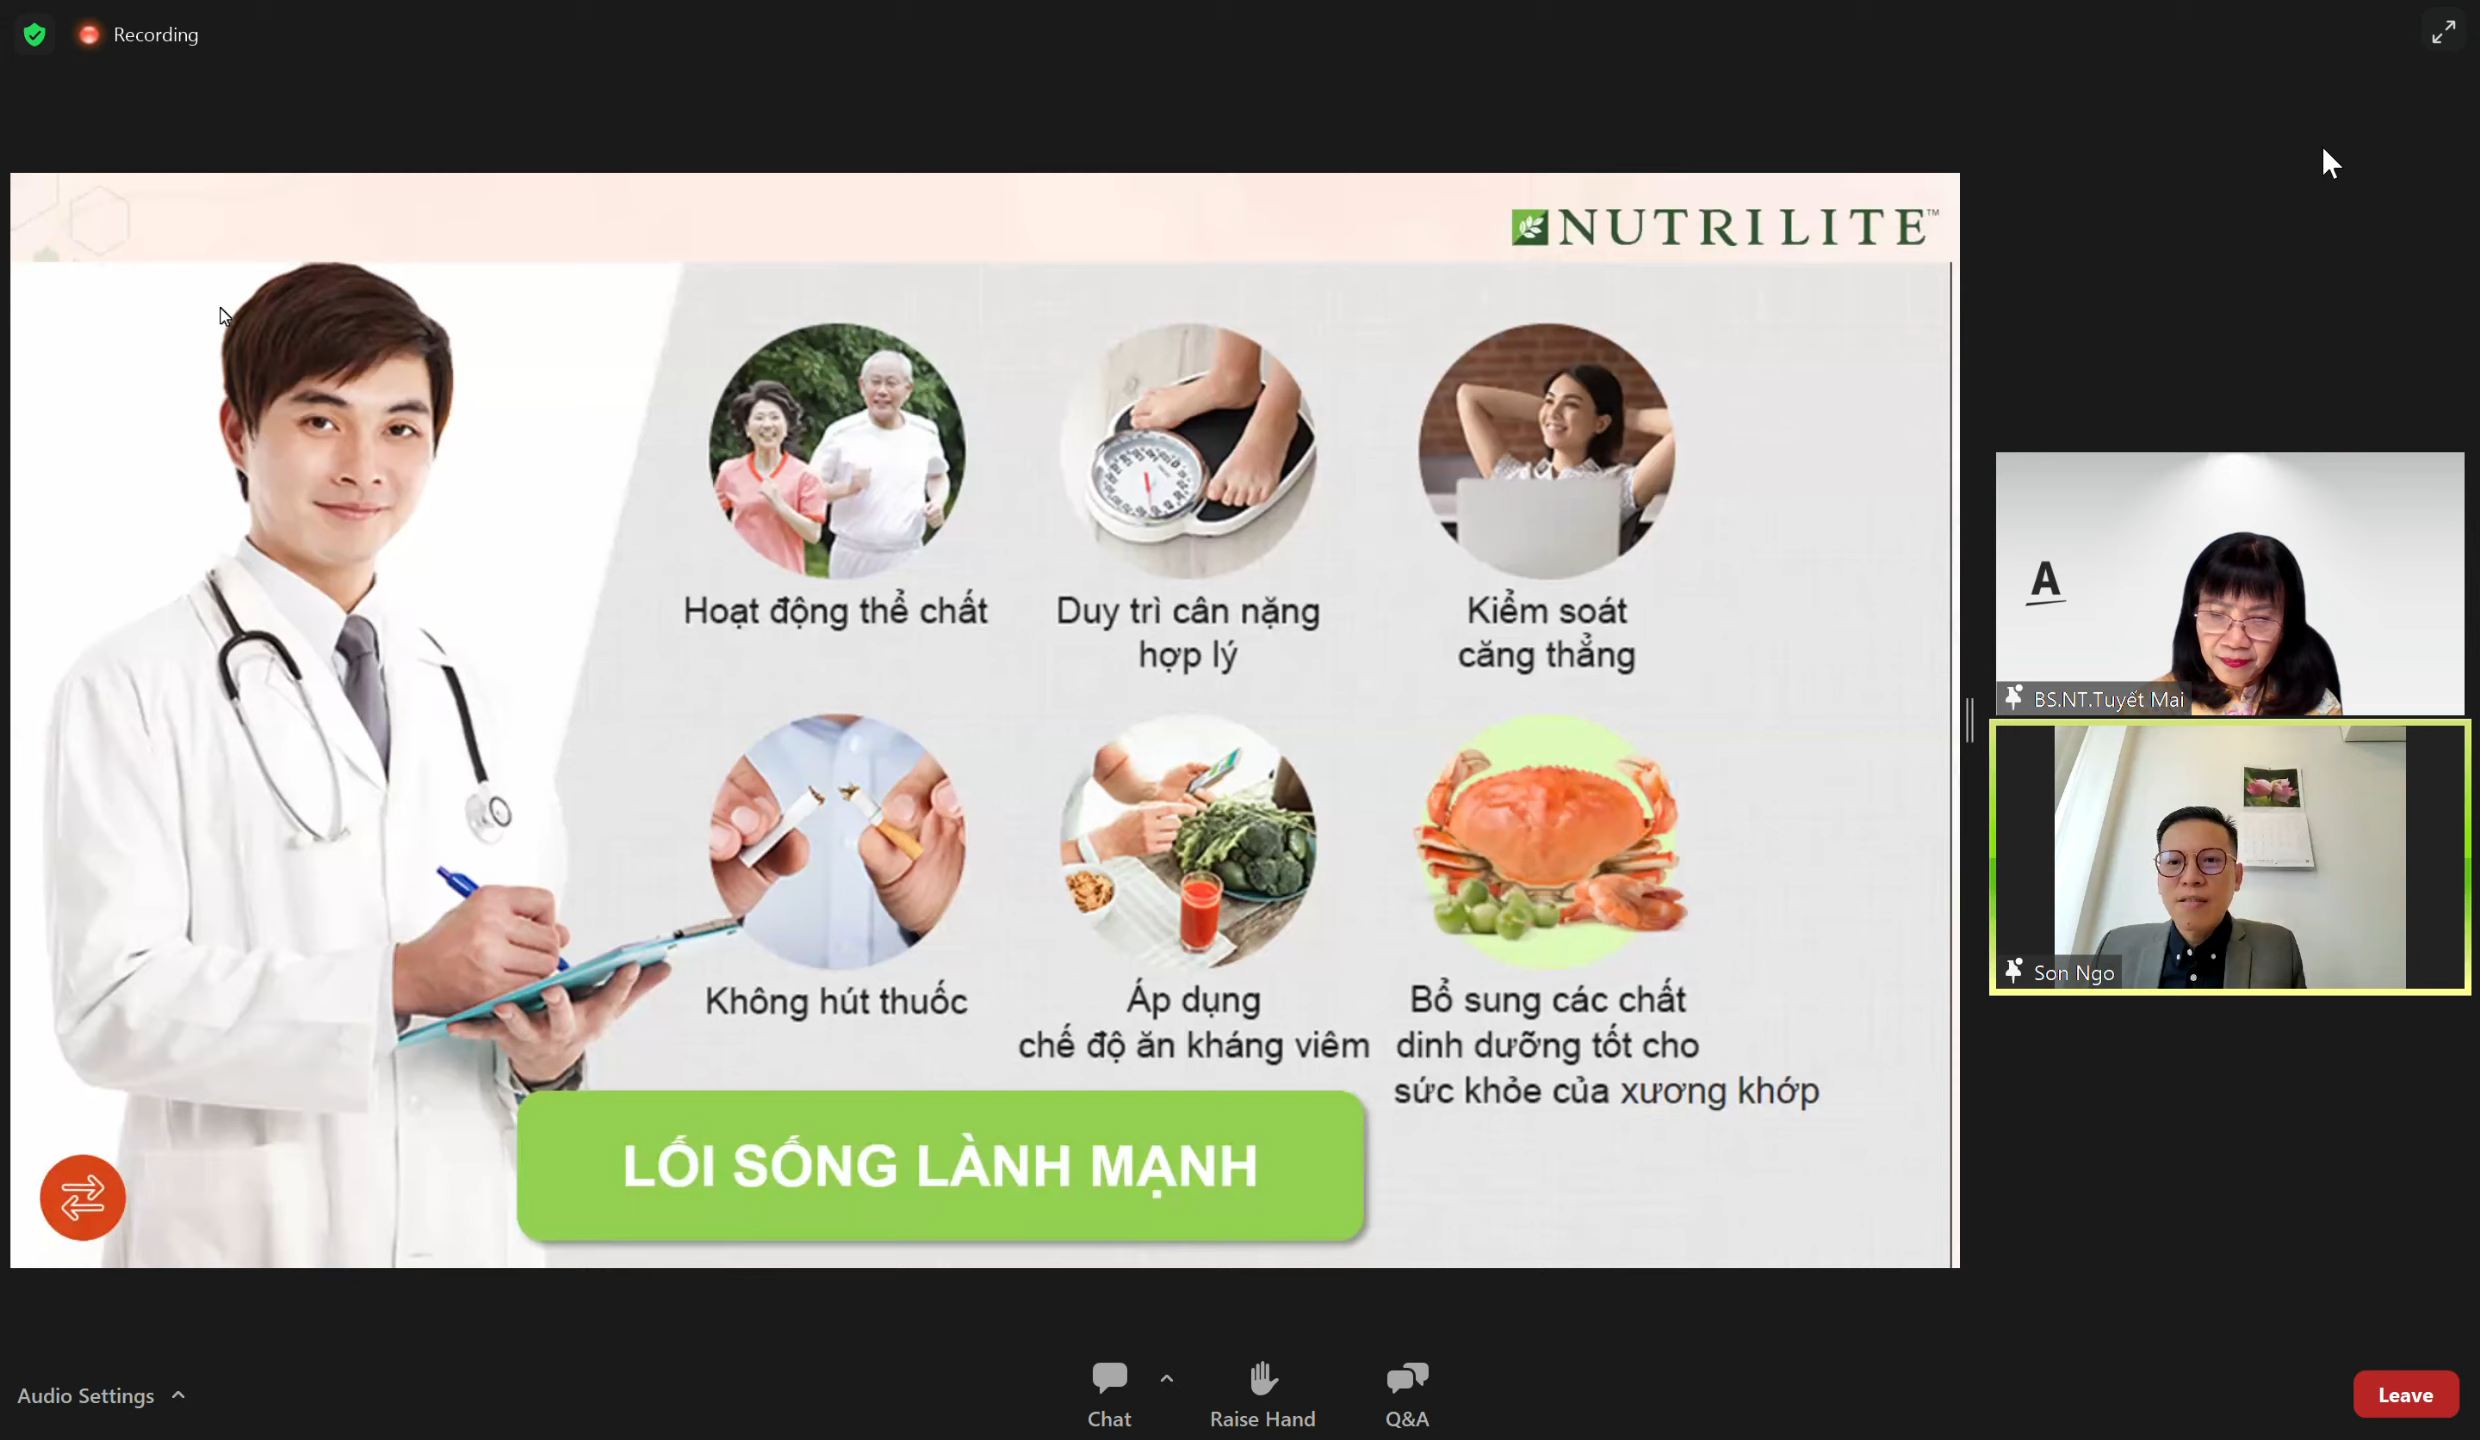 Recording
NUTRILITE™
Hoạt động thể chất
Duy trì cân nặng
hợp lý
Kiểm soát
căng thẳng
Không hút thuốc
Áp dụng
chế độ ăn kháng viêm
Bổ sung các chất
dinh dưỡng tốt cho
sức khỏe của xương khớp
LỐI SỐNG LÀNH MẠNH
A
BS.NT.Tuyết Mai
Son Ngo
Audio Settings
Chat
Raise Hand
Q&A
Leave